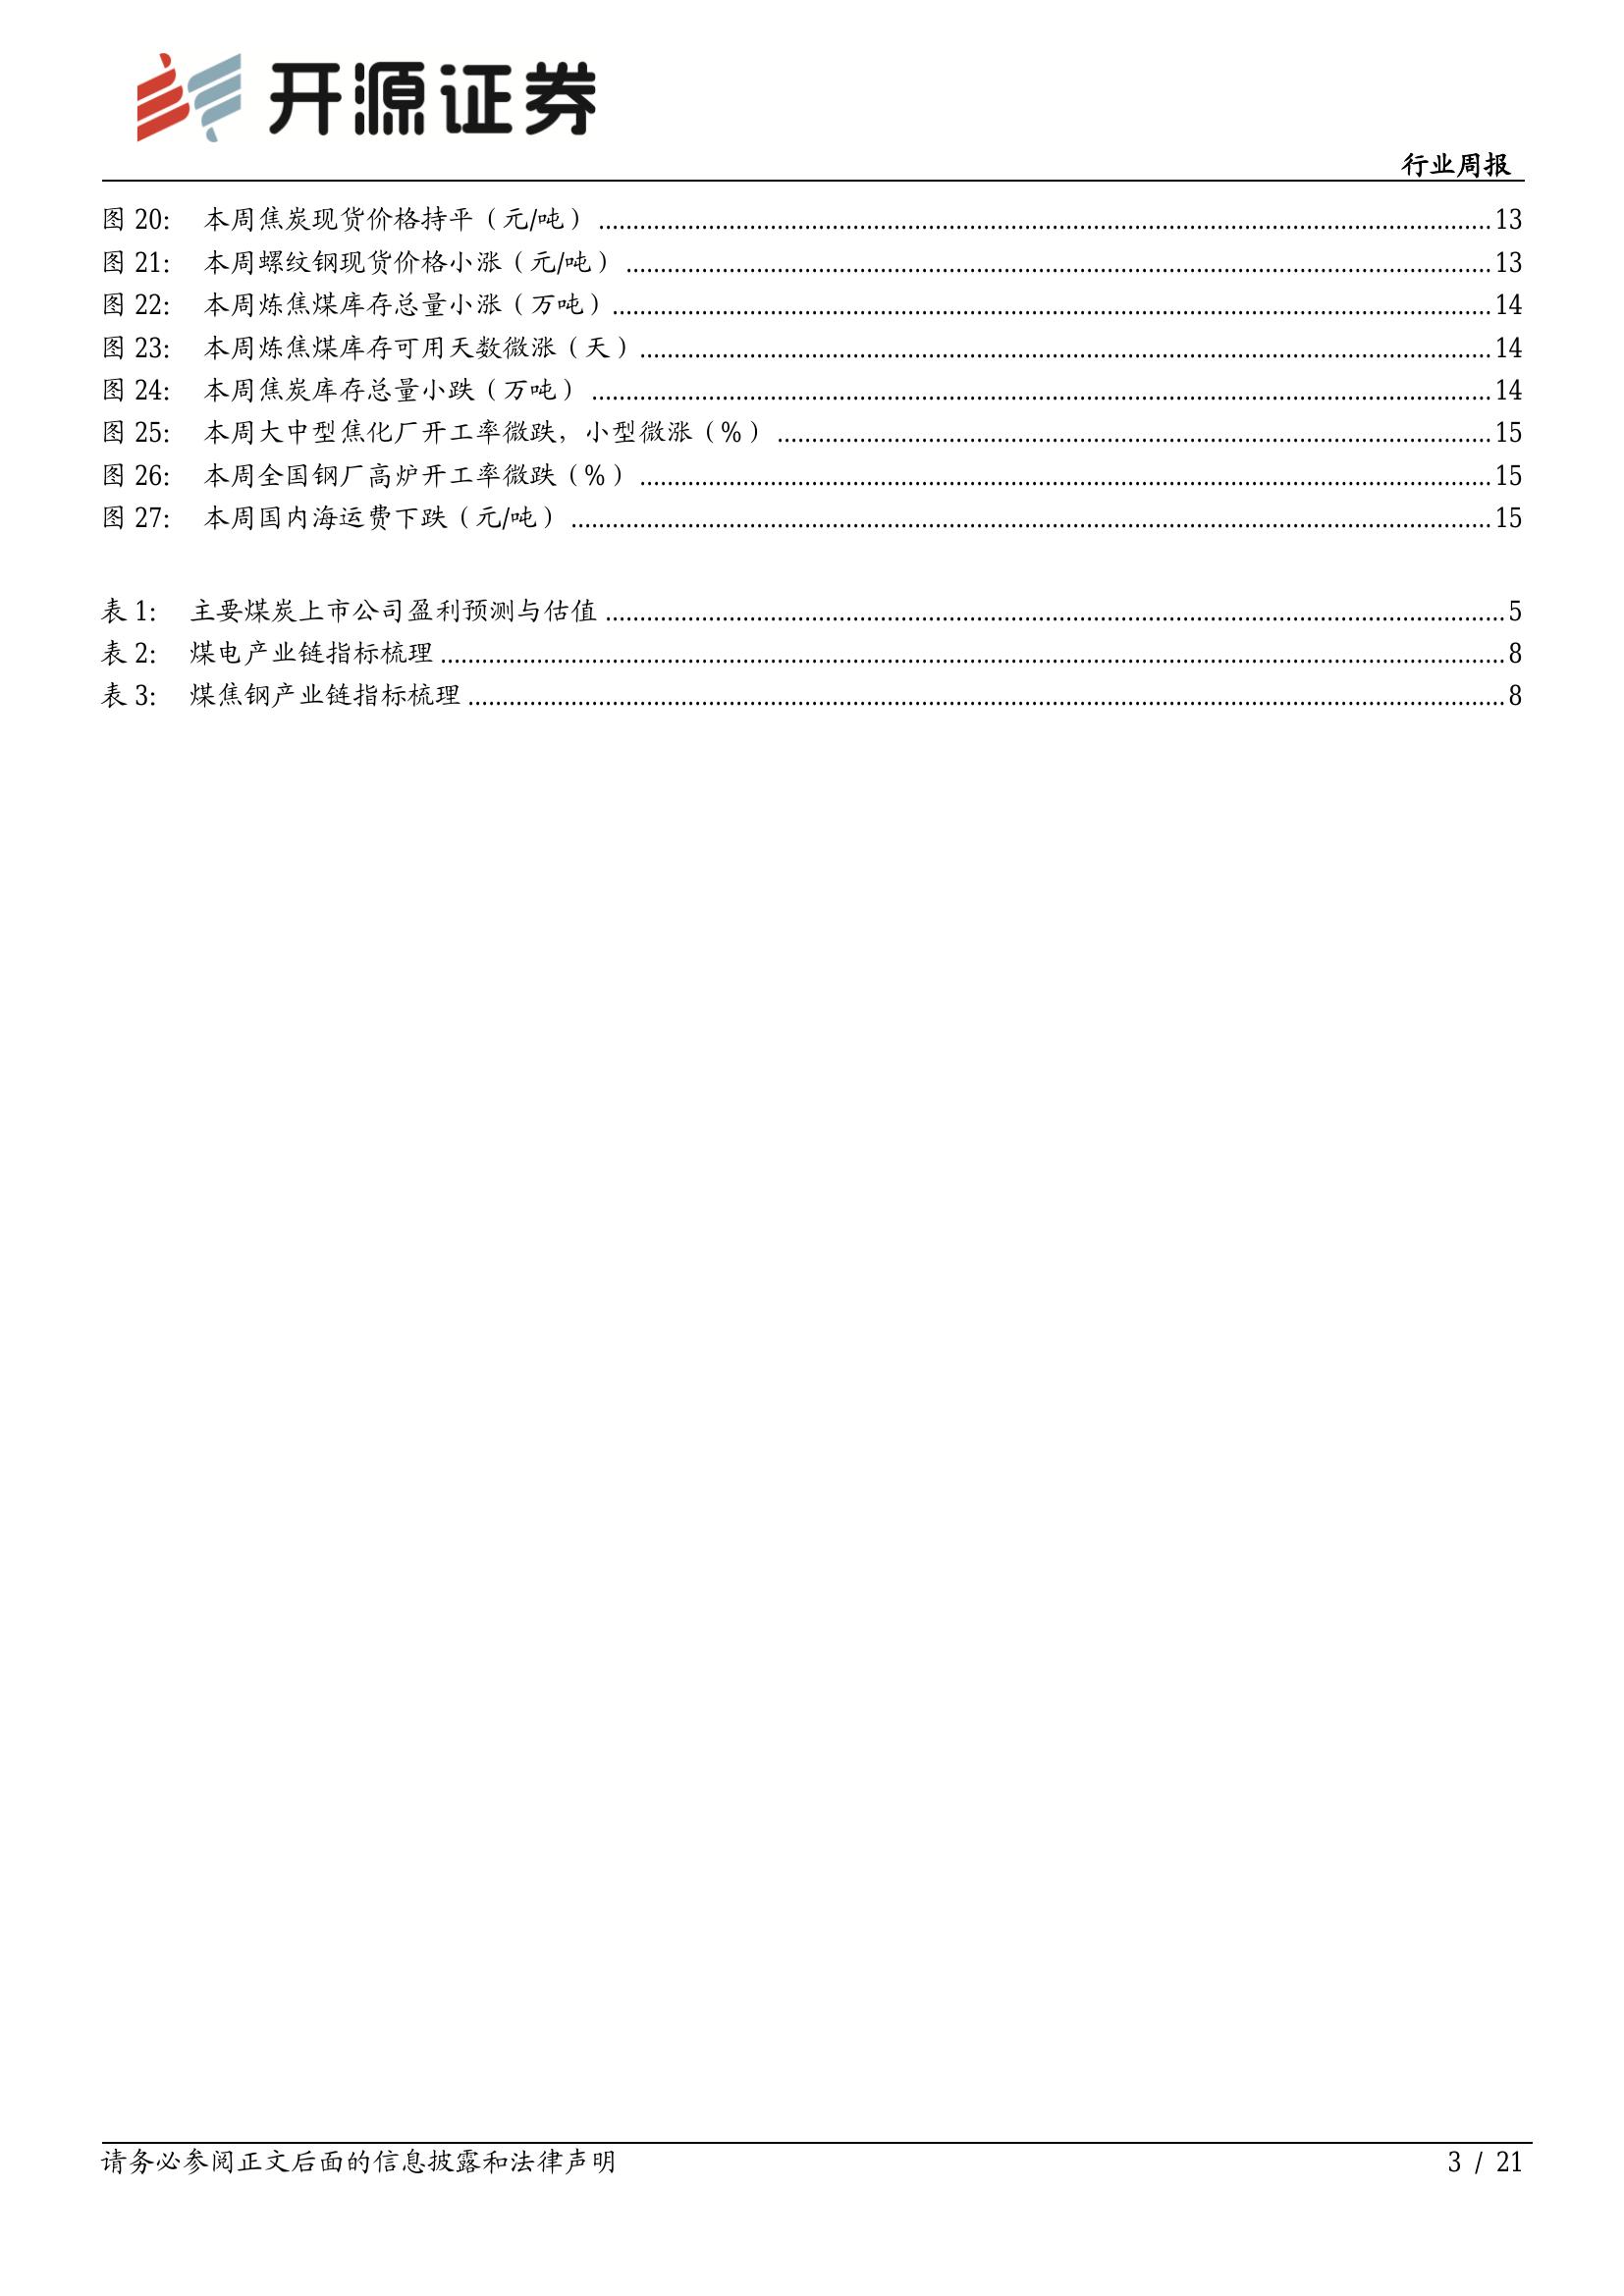 开源证券
行业周报
图 20: 本周焦炭现货价格持平（元/吨）........ 13
图 21: 本周螺纹钢现货价格小涨（元/吨）........ 13
图 22: 本周炼焦煤库存总量小涨（万吨）........ 14
图 23: 本周炼焦煤库存可用天数微涨（天）........ 14
图 24: 本周焦炭库存总量小跌（万吨）........ 14
图 25: 本周大中型焦化厂开工率微跌，小型微涨（%）........ 15
图 26: 本周全国钢厂高炉开工率微跌（%）........ 15
图 27: 本周国内海运费下跌（元/吨）........ 15
表 1: 主要煤炭上市公司盈利预测与估值........ 5
表 2: 煤电产业链指标梳理........ 8
表 3: 煤焦钢产业链指标梳理........ 8
请务必参阅正文后面的信息披露和法律声明
3 / 21